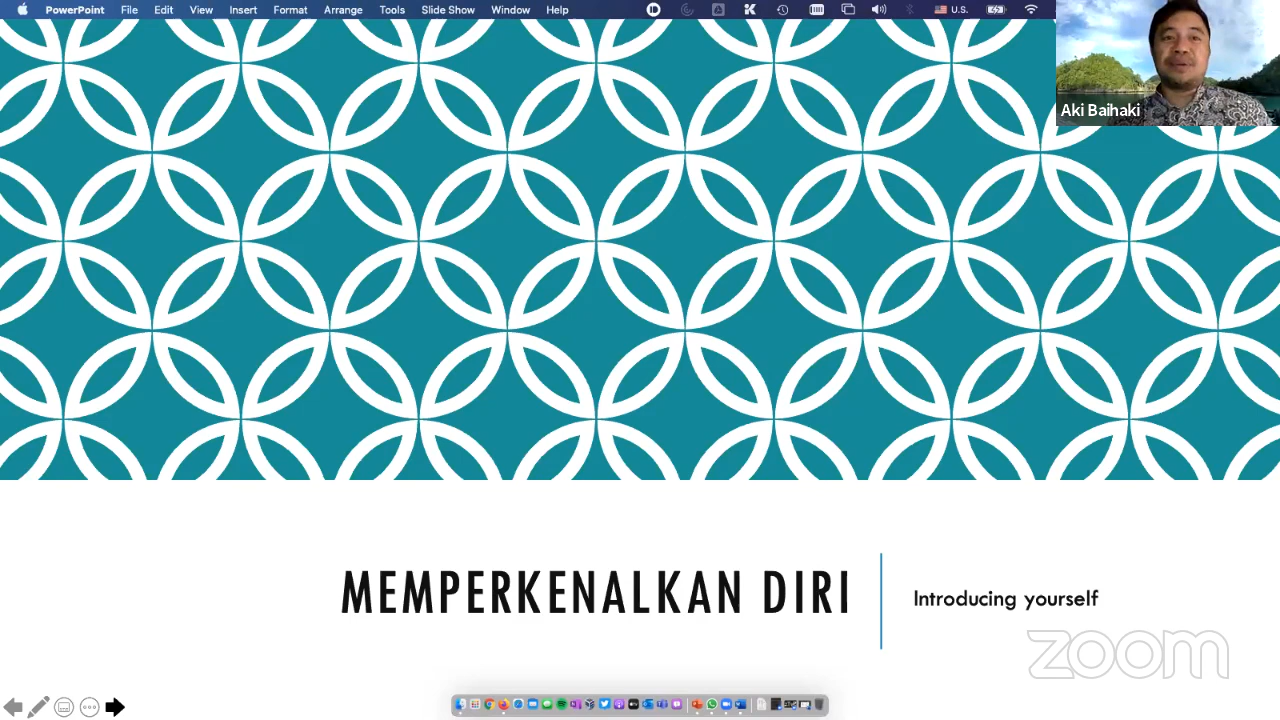 PowerPoint File Edit View Insert Format Arrange Tools Slide Show Window Help U.S.
Aki Baihaki
MEMPERKENALKAN DIRI
Introducing yourself
zoom